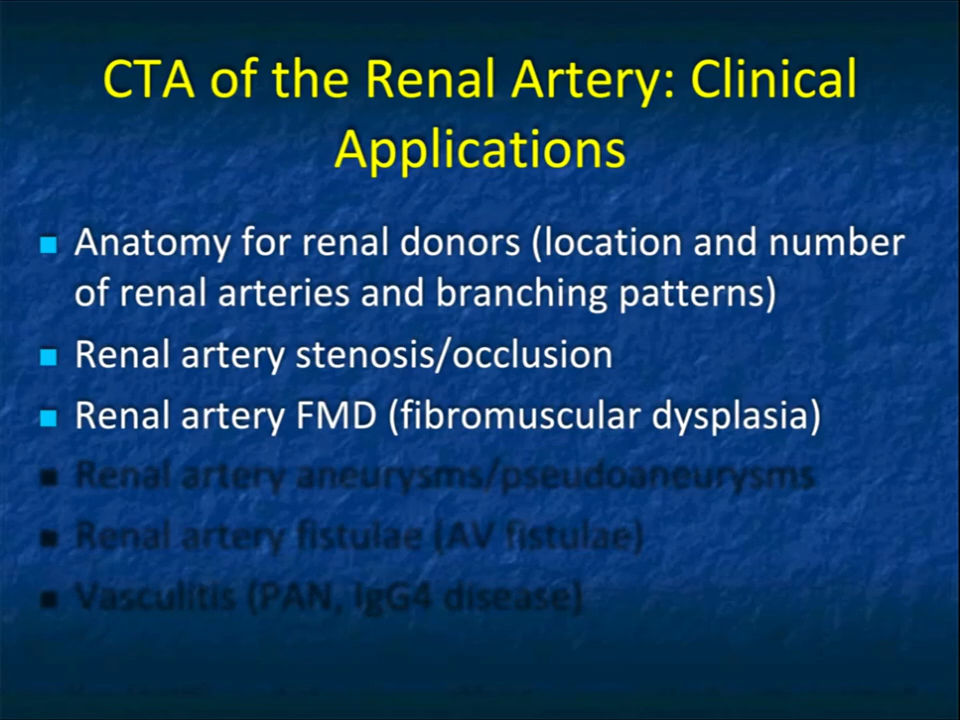 CTA of the Renal Artery: Clinical
Applications
Anatomy for renal donors (location and number
of renal arteries and branching patterns)
Renal artery stenosis/occlusion
Renal artery FMD (fibromuscular dysplasia)
Renal artery aneurysms/pseudoaneurysms
Renal artery fistulae (AV fistulae)
Vasculitis (PAN, IgG4 disease)